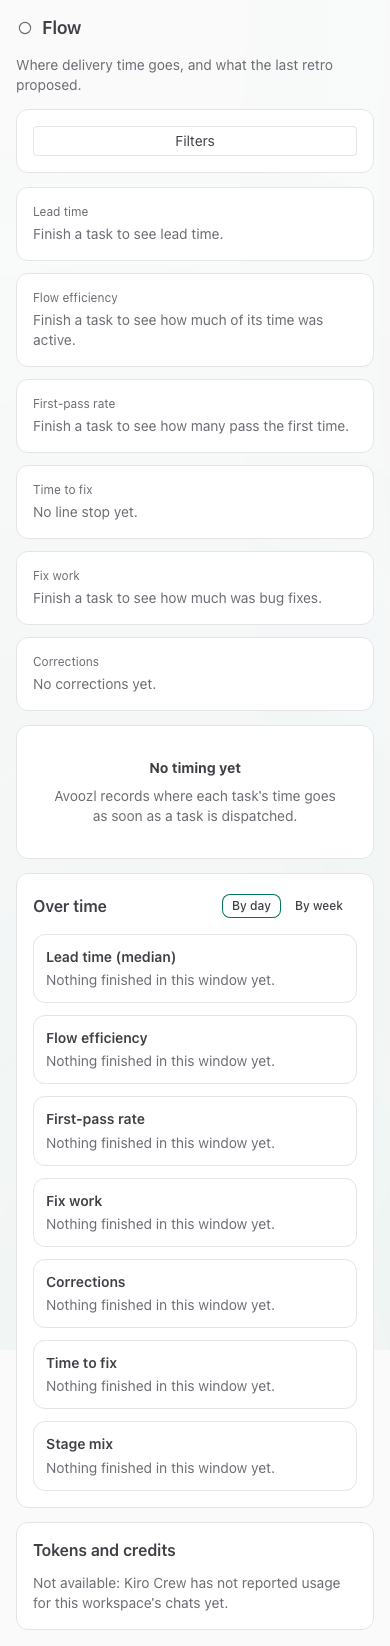 Flow
Where delivery time goes, and what the last retro
proposed.
Filters
Lead time
Finish a task to see lead time.
Flow efficiency
Finish a task to see how much of its time was
active.
First-pass rate
Finish a task to see how many pass the first time.
Time to fix
No line stop yet.
Fix work
Finish a task to see how much was bug fixes.
Corrections
No corrections yet.
No timing yet
Avoozl records where each task's time goes
as soon as a task is dispatched.
Over time
By day
By week
Lead time (median)
Nothing finished in this window yet.
Flow efficiency
Nothing finished in this window yet.
First-pass rate
Nothing finished in this window yet.
Fix work
Nothing finished in this window yet.
Corrections
Nothing finished in this window yet.
Time to fix
Nothing finished in this window yet.
Stage mix
Nothing finished in this window yet.
Tokens and credits
Not available: Kiro Crew has not reported usage
for this workspace's chats yet.